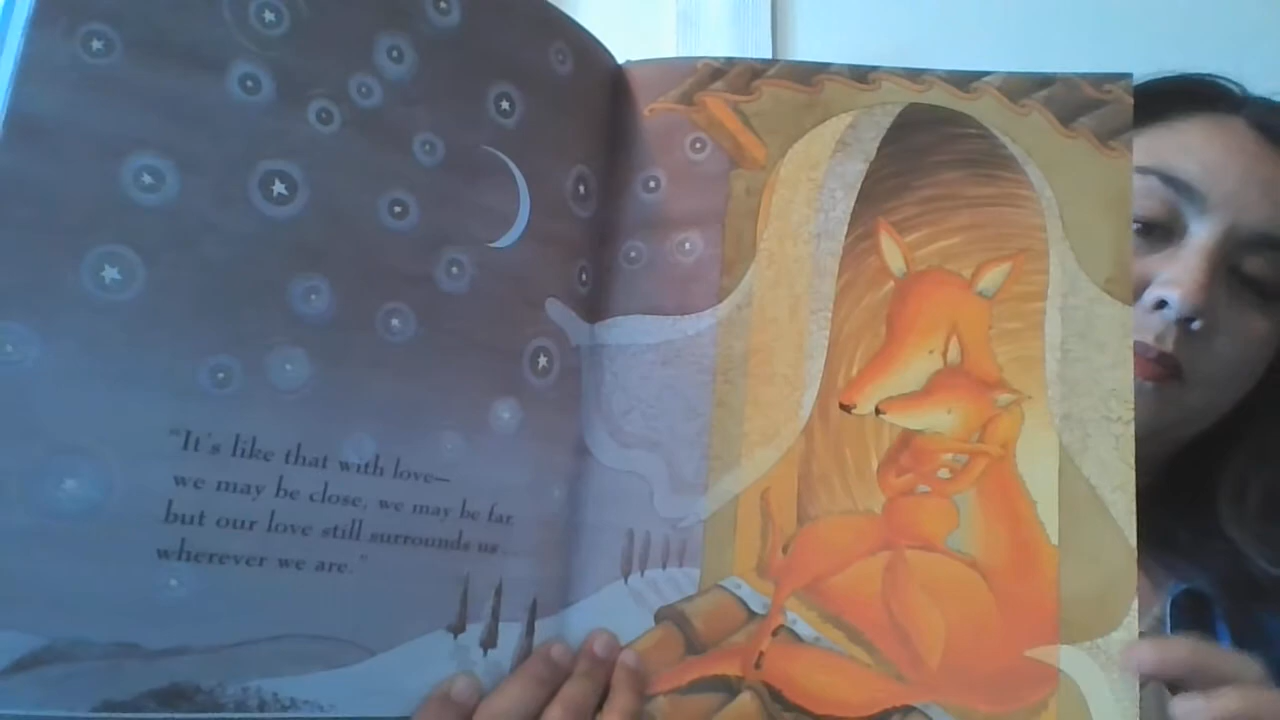 "It's like that with love—
we may be close, we may be far,
but our love still surrounds us
wherever we are."